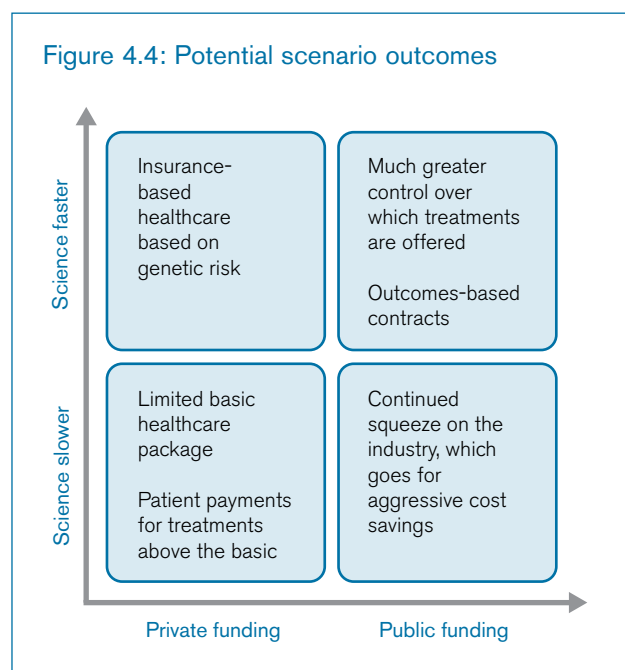 Figure 4.4: Potential scenario outcomes
Science faster
Insurance-
based
healthcare
based on
genetic risk
Much greater
control over
which treatments
are offered
Outcomes-based
contracts
Science slower
Limited basic
healthcare
package
Patient payments
for treatments
above the basic
Continued
squeeze on the
industry, which
goes for
aggressive cost
savings
Private funding
Public funding